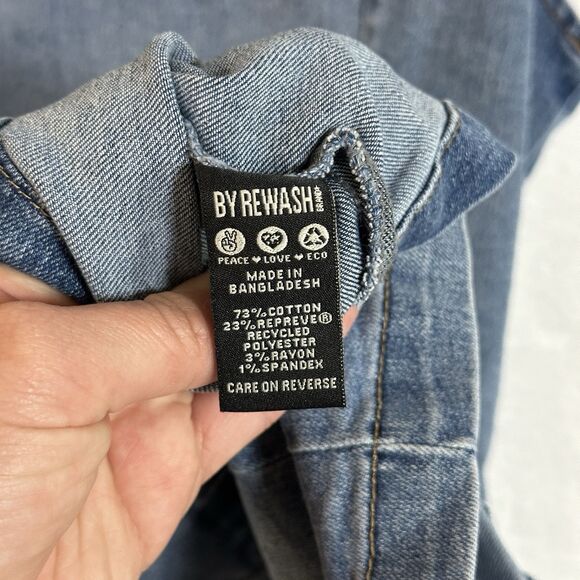 BY REWASH BRAND
PEACE ❤ LOVE ❤ ECO
MADE IN
BANGLADESH
73%COTTON
23%REPREVE®
RECYCLED
POLYESTER
3%RAYON
1%SPANDEX
CARE ON REVERSE